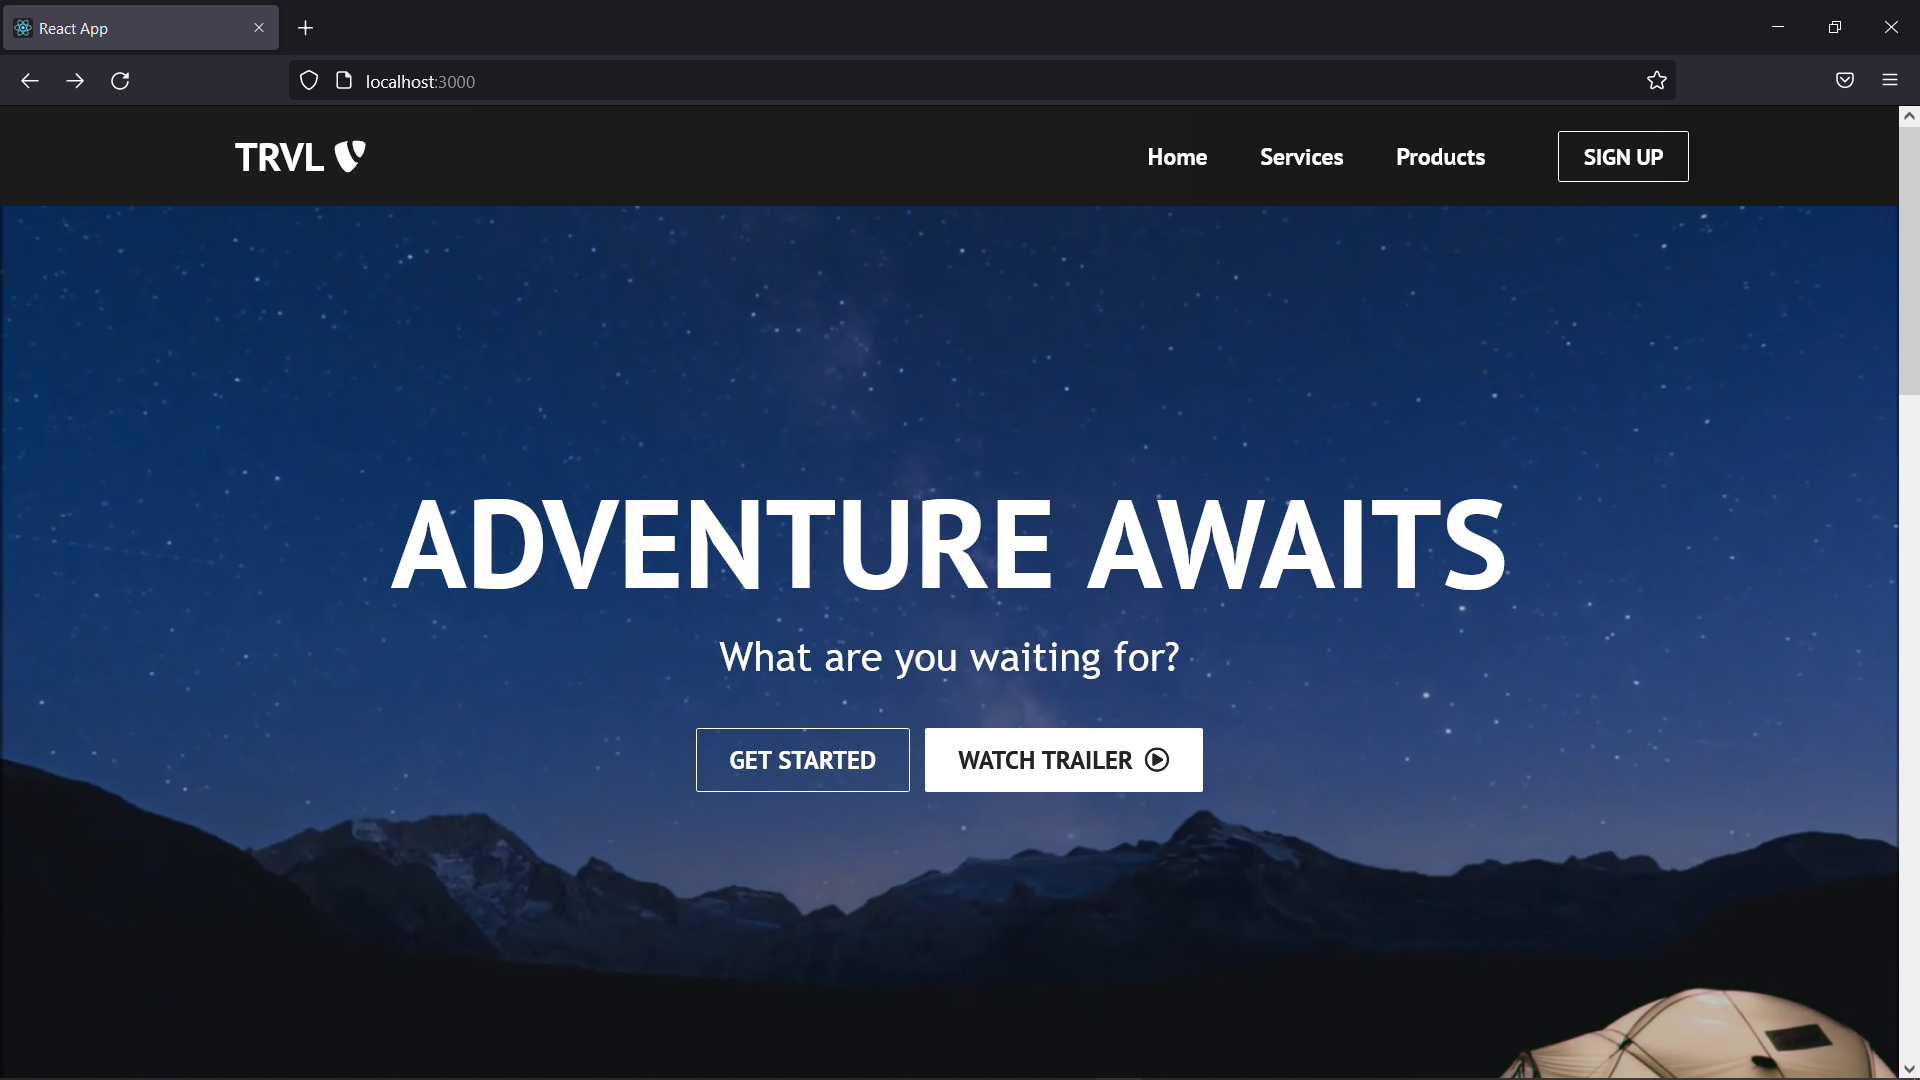 React App
localhost:3000
TRVL
Home Services Products SIGN UP
ADVENTURE AWAITS
What are you waiting for?
GET STARTED WATCH TRAILER